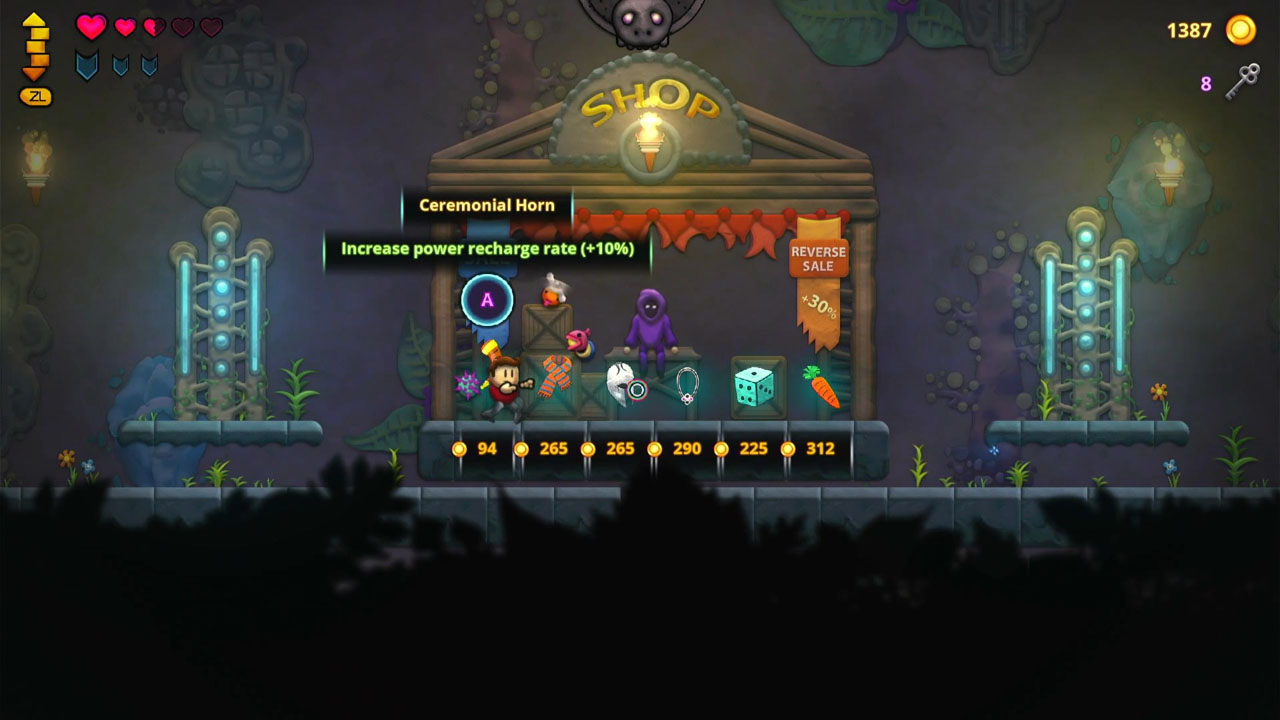 1387
8
ZL
SHOP
Ceremonial Horn
Increase power recharge rate (+10%)
REVERSE
SALE
+30%
A
94 265 265 290 225 312